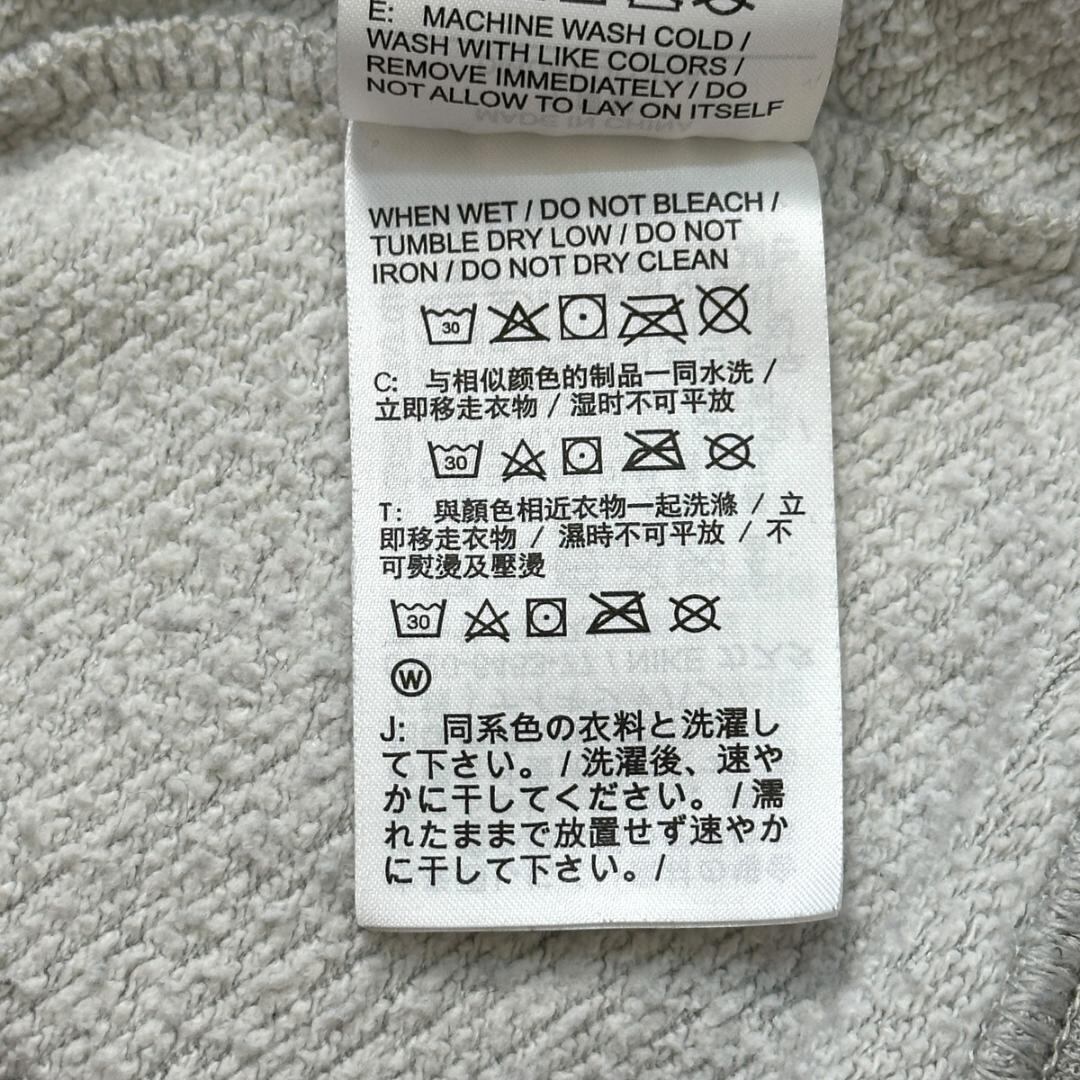 E: MACHINE WASH COLD /
WASH WITH LIKE COLORS /
REMOVE IMMEDIATELY / DO
NOT ALLOW TO LAY ON ITSELF
WHEN WET / DO NOT BLEACH /
TUMBLE DRY LOW / DO NOT
IRON / DO NOT DRY CLEAN
30
C: 与相似颜色的制品一同水洗 /
立即移走衣物 / 湿时不可平放
30
T: 與顏色相近衣物一起洗滌 / 立
即移走衣物 / 濕時不可平放 / 不
可熨燙及壓燙
30
W
J: 同系色の衣料と洗濯し
て下さい。 / 洗濯後、速や
かに干してください。 / 濡
れたままで放置せず速やか
に干して下さい。/